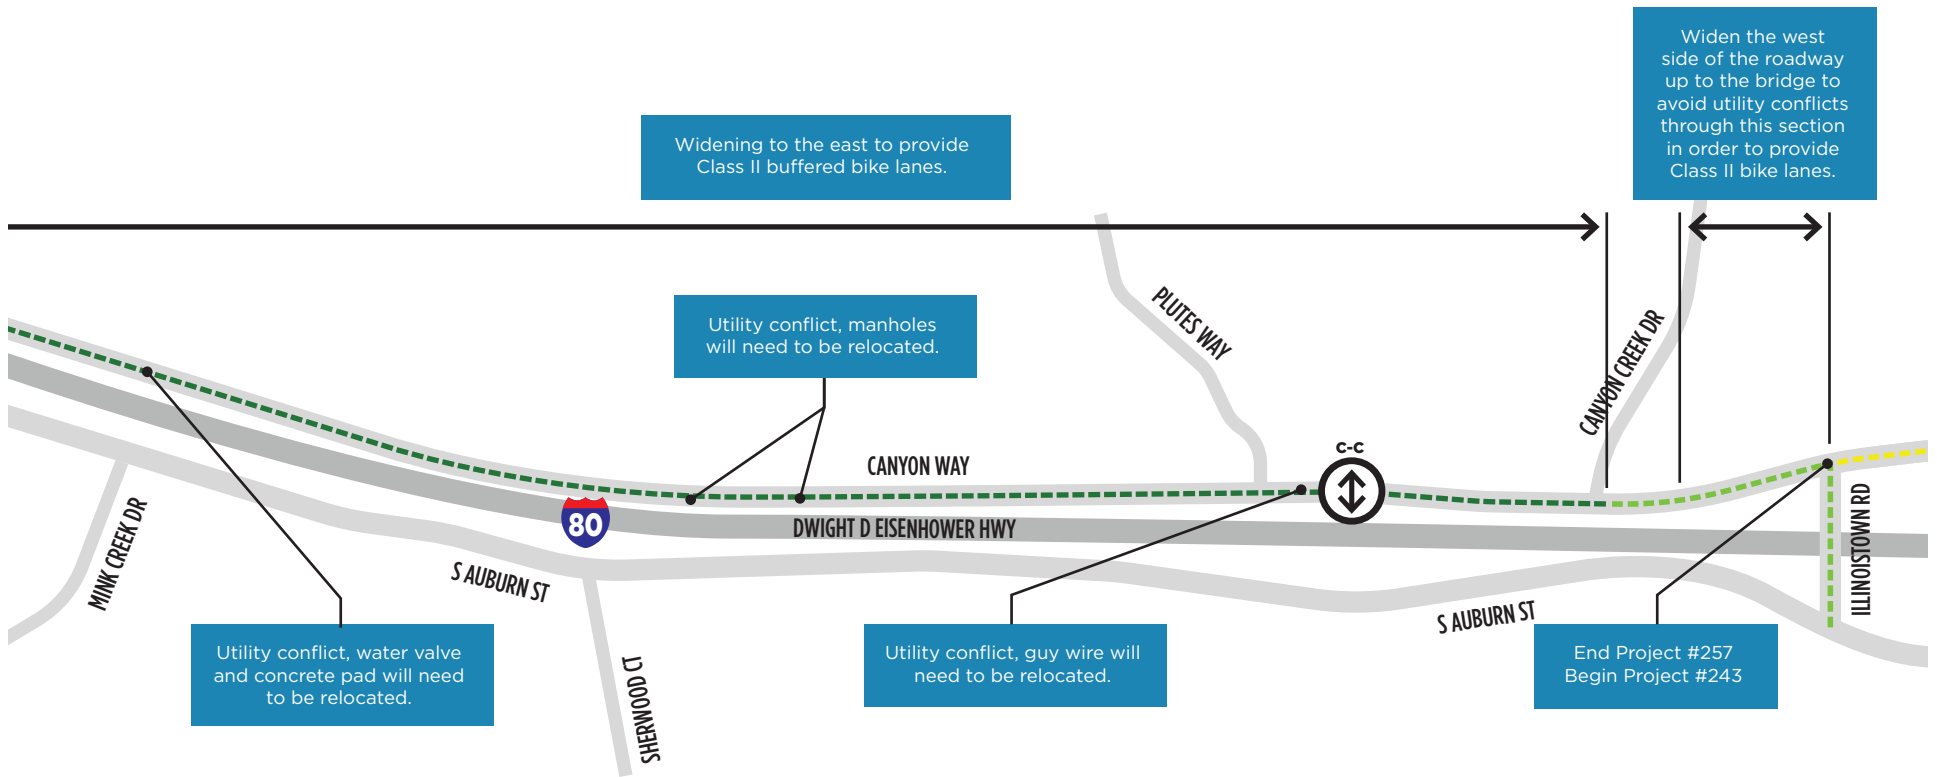 Widen the west
side of the roadway
up to the bridge to
avoid utility conflicts
through this section
in order to provide
Class II bike lanes.
Widening to the east to provide
Class II buffered bike lanes.
Utility conflict, manholes
will need to be relocated.
PLUTES WAY
CANYON CREEK DR
C-C
CANYON WAY
80
DWIGHT D EISENHOWER HWY
MINK CREEK DR
S AUBURN ST
ILLINOISTOWN RD
S AUBURN ST
SHERWOOD CT
Utility conflict, water valve
and concrete pad will need
to be relocated.
Utility conflict, guy wire will
need to be relocated.
End Project #257
Begin Project #243